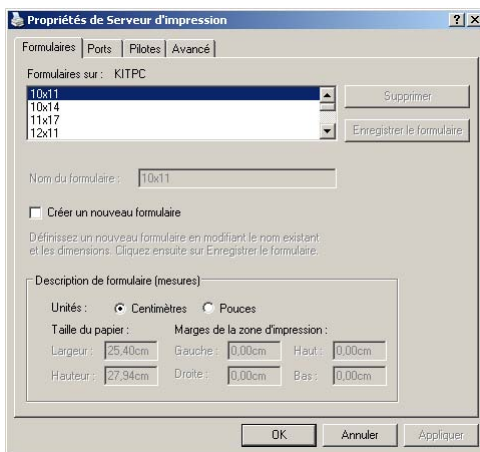 Propriétés de Serveur d'impression
Formulaires Ports Pilotes Avancé
Formulaires sur : KITPC
10x11
10x14
11x17
12x11
Supprimer
Enregistrer le formulaire
Nom du formulaire : 10x11
Créer un nouveau formulaire
Définissez un nouveau formulaire en modifiant le nom existant
et les dimensions. Cliquez ensuite sur Enregistrer le formulaire.
Description de formulaire (mesures)
Unités : Centimètres Pouces
Taille du papier : Marges de la zone d'impression :
Largeur : 25,40cm Gauche : 0,00cm Haut : 0,00cm
Hauteur : 27,94cm Droite : 0,00cm Bas : 0,00cm
OK Annuler Appliquer